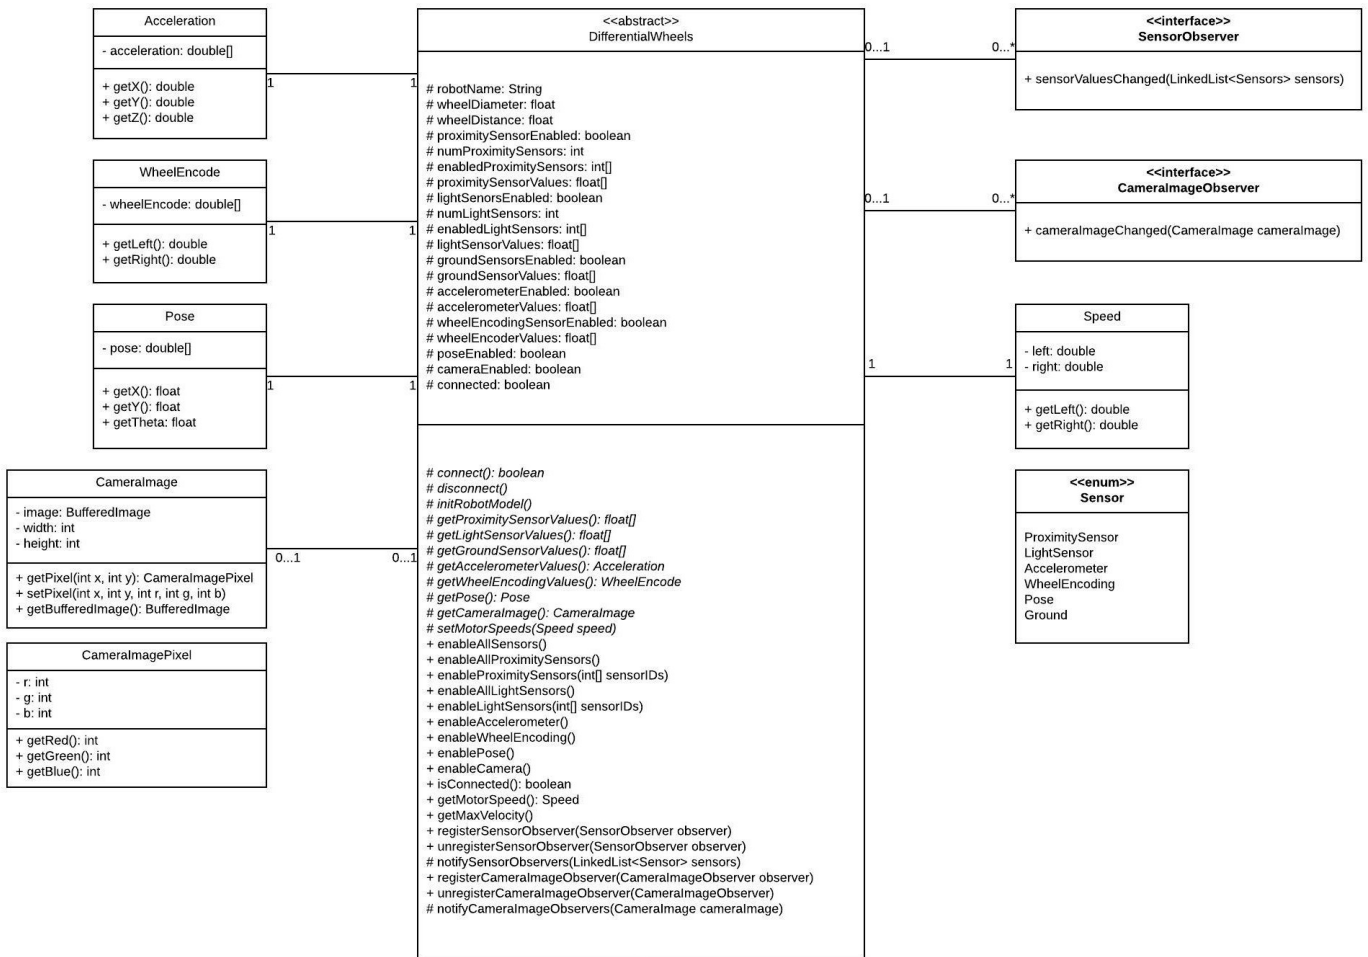 Acceleration
- acceleration: double[]
+ getX(): double
+ getY(): double
+ getZ(): double
1
1
WheelEncode
- wheelEncode: double[]
+ getLeft(): double
+ getRight(): double
1
1
Pose
- pose: double[]
+ getX(): float
+ getY(): float
+ getTheta: float
1
1
CameraImage
- image: BufferedImage
- width: int
- height: int
+ getPixel(int x, int y): CameraImagePixel
+ setPixel(int x, int y, int r, int g, int b)
+ getBufferedImage(): BufferedImage
0...1
0...1
CameraImagePixel
- r: int
- g: int
- b: int
+ getRed(): int
+ getGreen(): int
+ getBlue(): int
<<abstract>>
DifferentialWheels
# robotName: String
# wheelDiameter: float
# wheelDistance: float
# proximitySensorEnabled: boolean
# numProximitySensors: int
# enabledProximitySensors: int[]
# proximitySensorValues: float[]
# lightSenorsEnabled: boolean
# numLightSensors: int
# enabledLightSensors: int[]
# lightSensorValues: float[]
# groundSensorsEnabled: boolean
# groundSensorValues: float[]
# accelerometerEnabled: boolean
# accelerometerValues: float[]
# wheelEncodingSensorEnabled: boolean
# wheelEncoderValues: float[]
# poseEnabled: boolean
# cameraEnabled: boolean
# connected: boolean
# connect(): boolean
# disconnect()
# initRobotModel()
# getProximitySensorValues(): float[]
# getLightSensorValues(): float[]
# getGroundSensorValues(): float[]
# getAccelerometerValues(): Acceleration
# getWheelEncodingValues(): WheelEncode
# getPose(): Pose
# getCameraImage(): CameraImage
# setMotorSpeeds(Speed speed)
+ enableAllSensors()
+ enableAllProximitySensors()
+ enableProximitySensors(int[] sensorIDs)
+ enableAllLightSensors()
+ enableLightSensors(int[] sensorIDs)
+ enableAccelerometer()
+ enableWheelEncoding()
+ enablePose()
+ enableCamera()
+ isConnected(): boolean
+ getMotorSpeed(): Speed
+ getMaxVelocity()
+ registerSensorObserver(SensorObserver observer)
+ unregisterSensorObserver(SensorObserver observer)
# notifySensorObservers(LinkedList<Sensor> sensors)
+ registerCameraImageObserver(CameraImageObserver observer)
+ unregisterCameraImageObserver(CameraImageObserver)
# notifyCameraImageObservers(CameraImage cameraImage)
0...1
0...*
<<interface>>
SensorObserver
+ sensorValuesChanged(LinkedList<Sensors> sensors)
0...1
0...*
<<interface>>
CameraImageObserver
+ cameraImageChanged(CameraImage cameraImage)
1
1
Speed
- left: double
- right: double
+ getLeft(): double
+ getRight(): double
<<enum>>
Sensor
ProximitySensor
LightSensor
Accelerometer
WheelEncoding
Pose
Ground